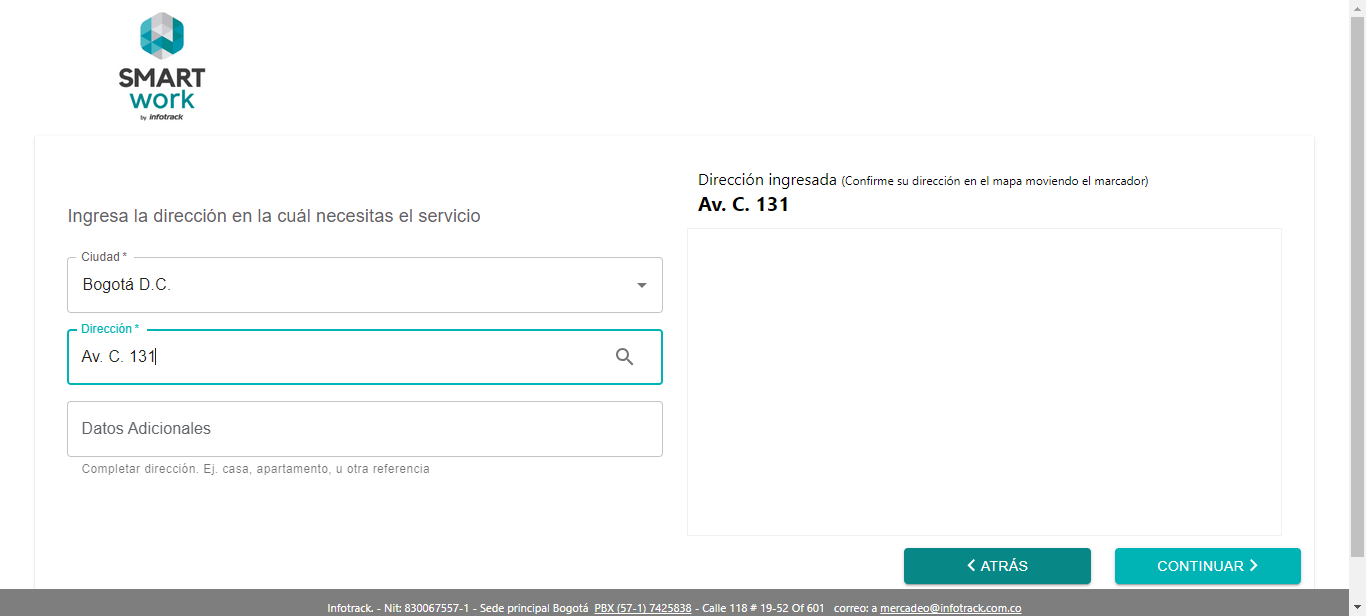 SMART
work
by infotrack
Ingresa la dirección en la cuál necesitas el servicio
Ciudad *
Bogotá D.C.
Dirección *
Av. C. 131
Datos Adicionales
Completar dirección. Ej. casa, apartamento, u otra referencia
Dirección ingresada (Confirme su dirección en el mapa moviendo el marcador)
Av. C. 131
ATRÁS
CONTINUAR
Infotrack. - Nit: 830067557-1 - Sede principal Bogotá PBX (57-1) 7425838 - Calle 118 # 19-52 Of 601 correo: a mercadeo@infotrack.com.co